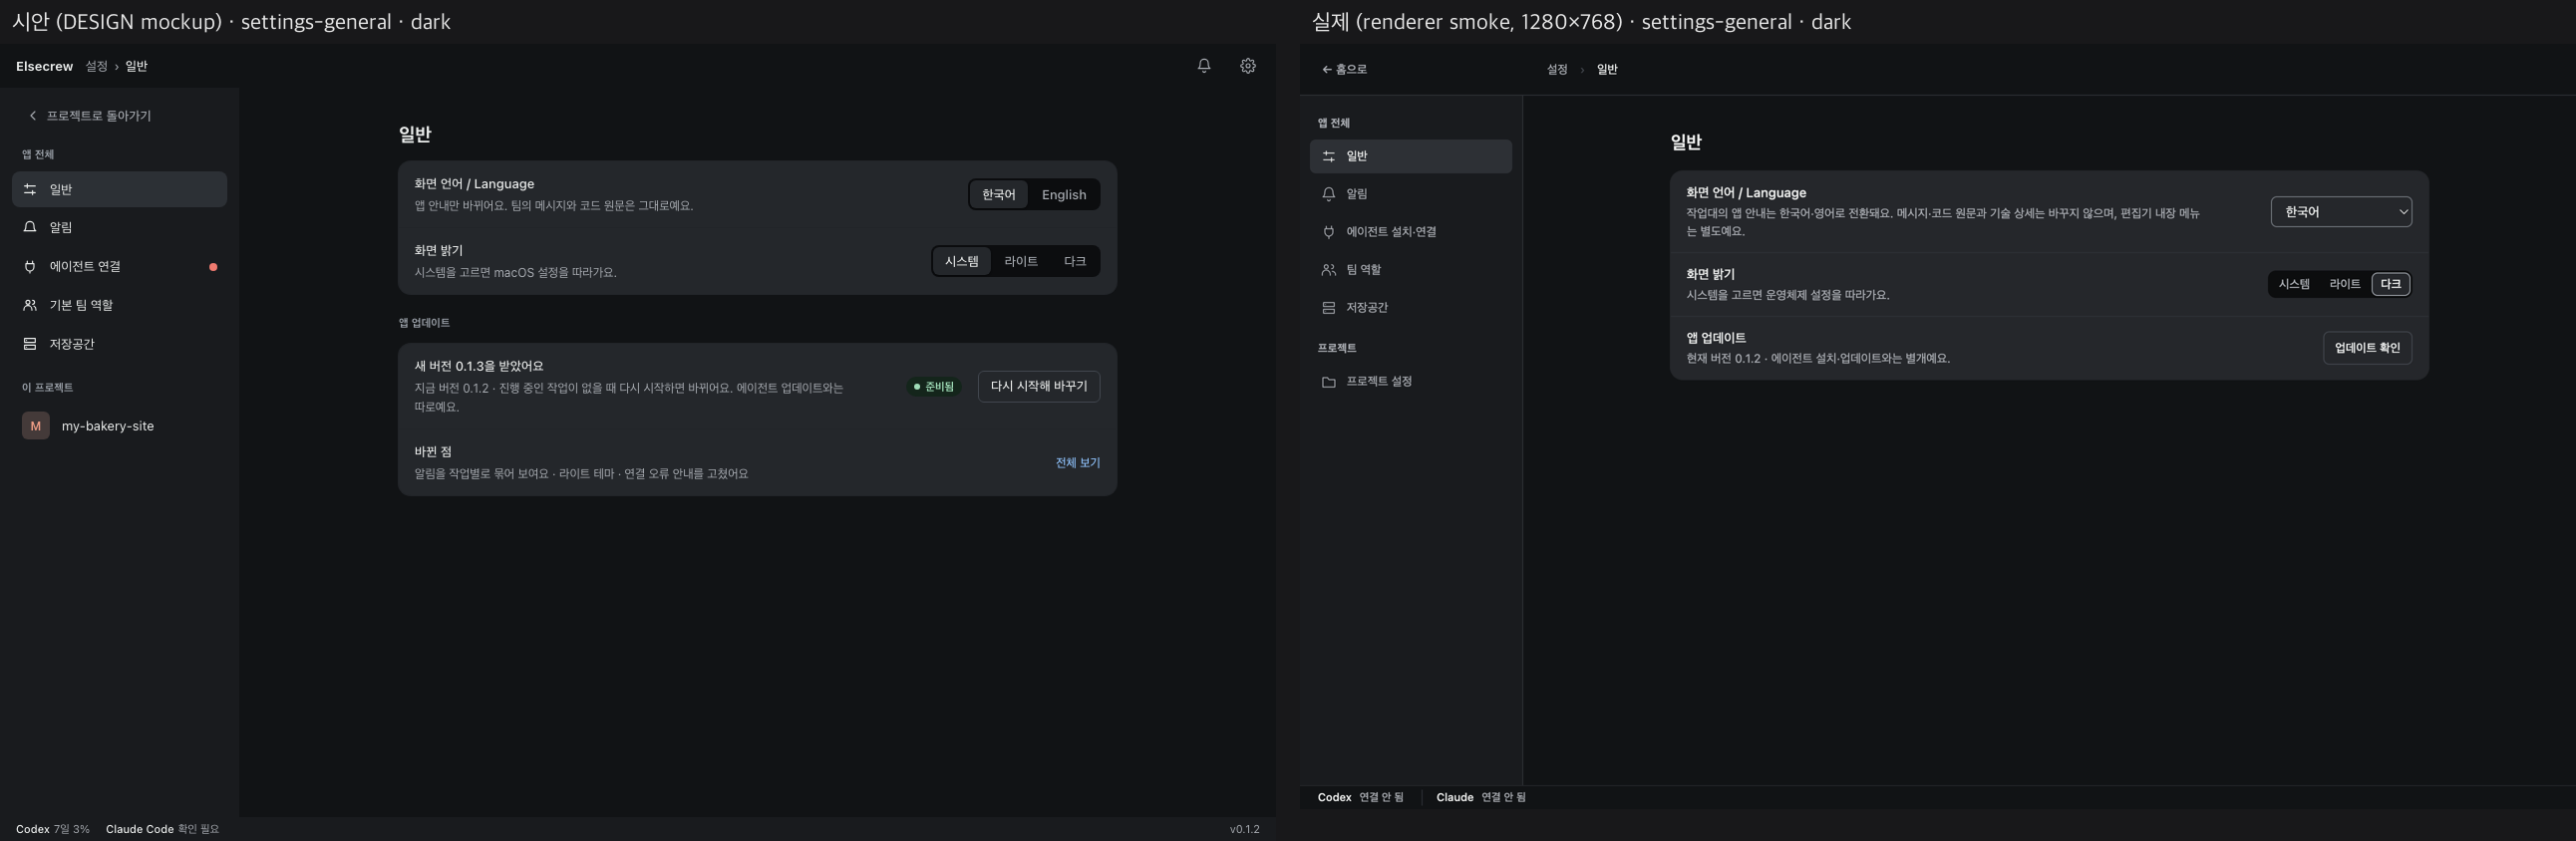 시안 (DESIGN mockup) · settings-general · dark
Elsecrew 설정 › 일반
프로젝트로 돌아가기
앱 전체
일반
알림
에이전트 연결
기본 팀 역할
저장공간
이 프로젝트
M my-bakery-site
일반
화면 언어 / Language
앱 안내만 바뀌어요. 팀의 메시지와 코드 원문은 그대로예요.
한국어 English
화면 밝기
시스템을 고르면 macOS 설정을 따라가요.
시스템 라이트 다크
앱 업데이트
새 버전 0.1.3을 받았어요
지금 버전 0.1.2 · 진행 중인 작업이 없을 때 다시 시작하면 바뀌어요. 에이전트 업데이트와는
따로예요.
준비됨 다시 시작해 바꾸기
바뀐 점
알림을 작업별로 묶어 보여요 · 라이트 테마 · 연결 오류 안내를 고쳤어요
전체 보기
Codex 7일 3% Claude Code 확인 필요
v0.1.2
실제 (renderer smoke, 1280×768) · settings-general · dark
← 홈으로
설정 › 일반
앱 전체
일반
알림
에이전트 설치·연결
팀 역할
저장공간
프로젝트
프로젝트 설정
일반
화면 언어 / Language
작업대의 앱 안내는 한국어·영어로 전환돼요. 메시지·코드 원문과 기술 상세는 바꾸지 않으며, 편집기 내장 메뉴
는 별도예요.
한국어
화면 밝기
시스템을 고르면 운영체제 설정을 따라가요.
시스템 라이트 다크
앱 업데이트
현재 버전 0.1.2 · 에이전트 설치·업데이트와는 별개예요.
업데이트 확인
Codex 연결 안 됨 Claude 연결 안 됨